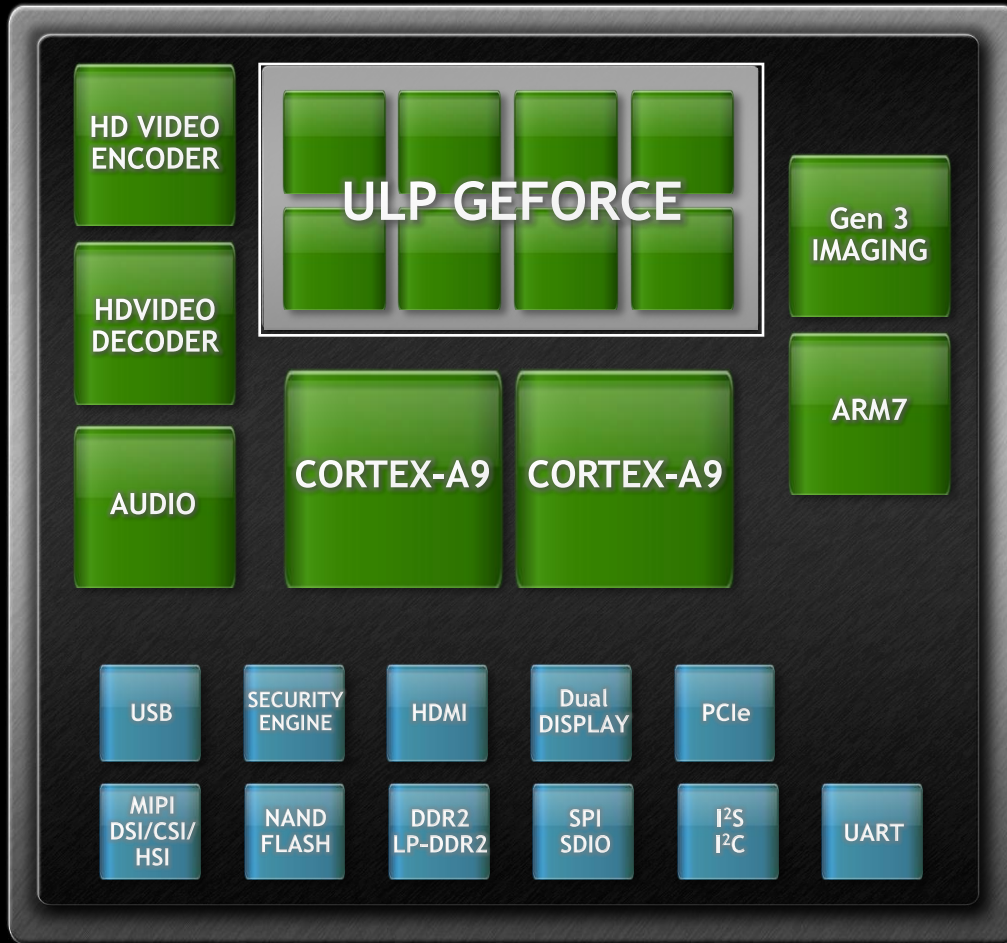 HD VIDEO
ENCODER
ULP GEFORCE
Gen 3
IMAGING
HDVIDEO
DECODER
ARM7
CORTEX-A9
CORTEX-A9
AUDIO
USB
SECURITY
ENGINE
HDMI
Dual
DISPLAY
PCIe
MIPI
DSI/CSI/
HSI
NAND
FLASH
DDR2
LP-DDR2
SPI
SDIO
I²S
I²C
UART